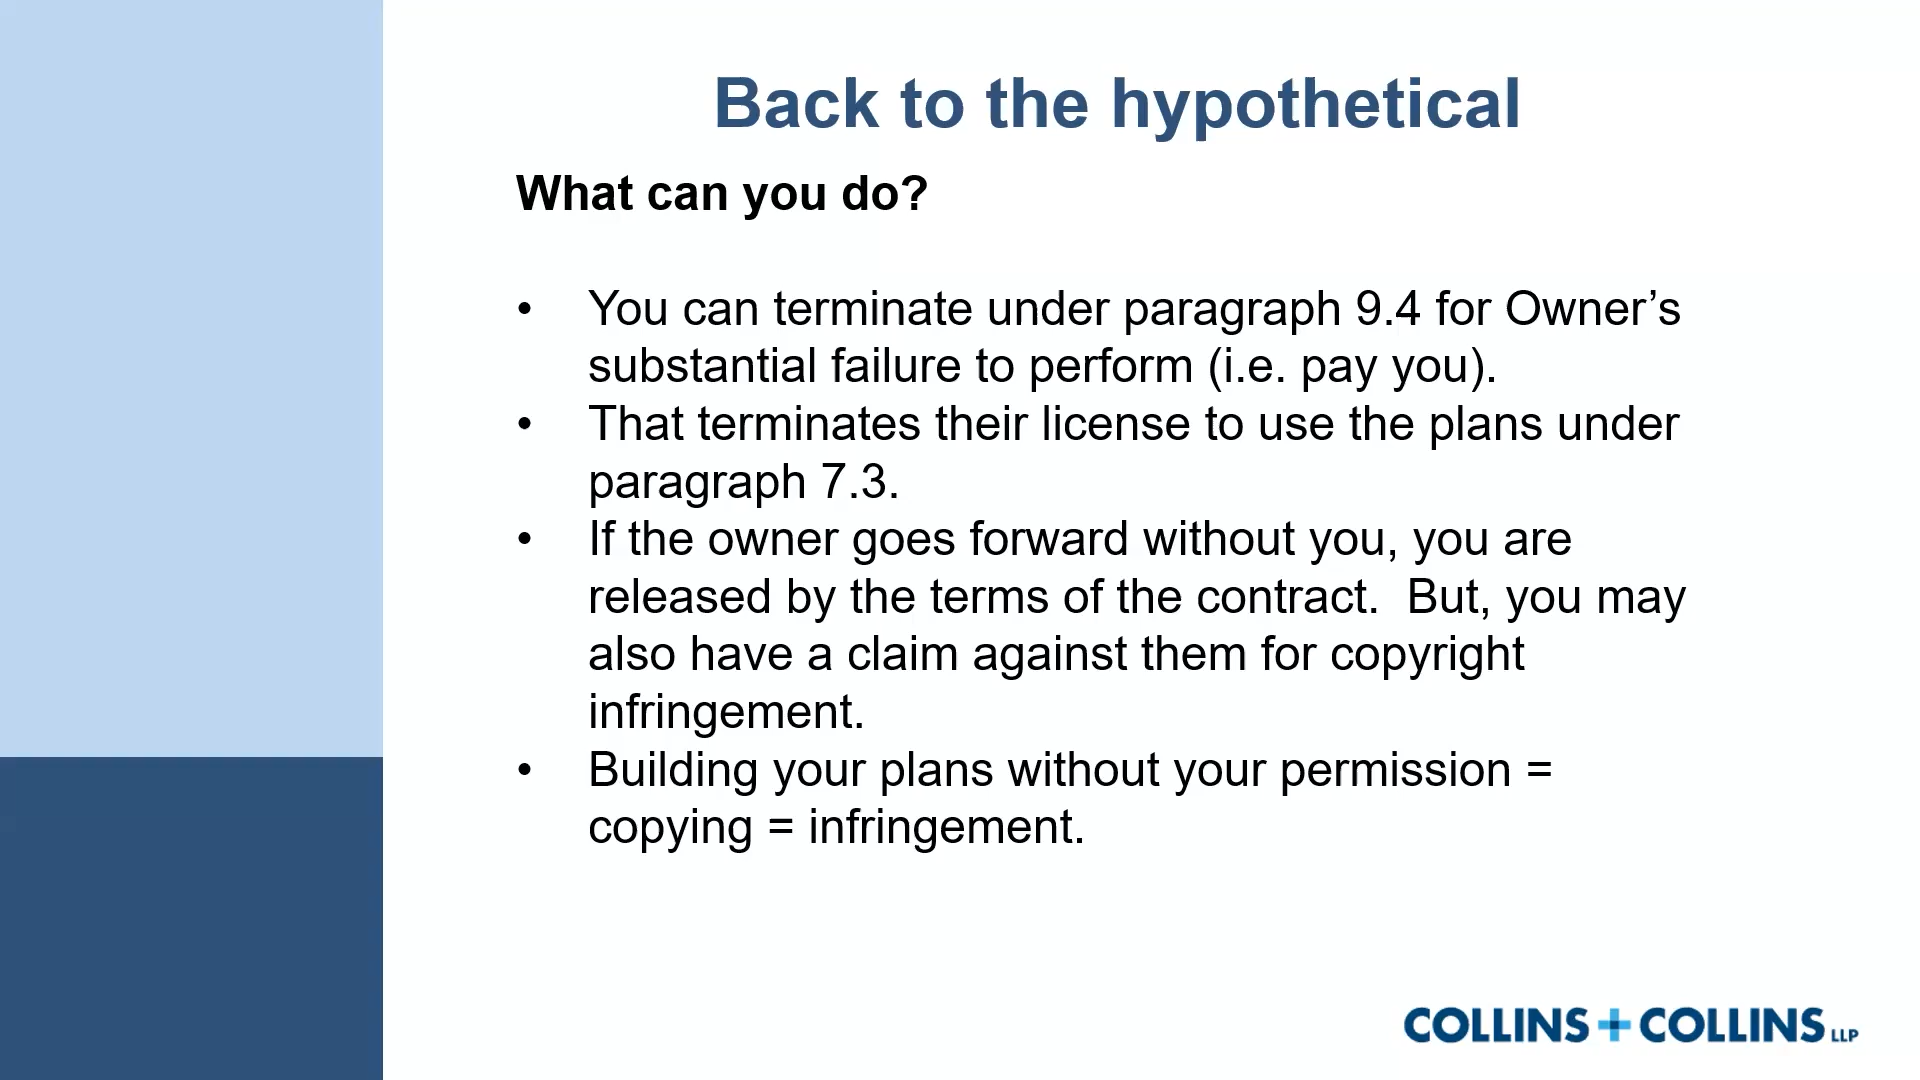 Back to the hypothetical
What can you do?
• You can terminate under paragraph 9.4 for Owner’s
substantial failure to perform (i.e. pay you).
• That terminates their license to use the plans under
paragraph 7.3.
• If the owner goes forward without you, you are
released by the terms of the contract.  But, you may
also have a claim against them for copyright
infringement.
• Building your plans without your permission =
copying = infringement.
COLLINS + COLLINS LLP